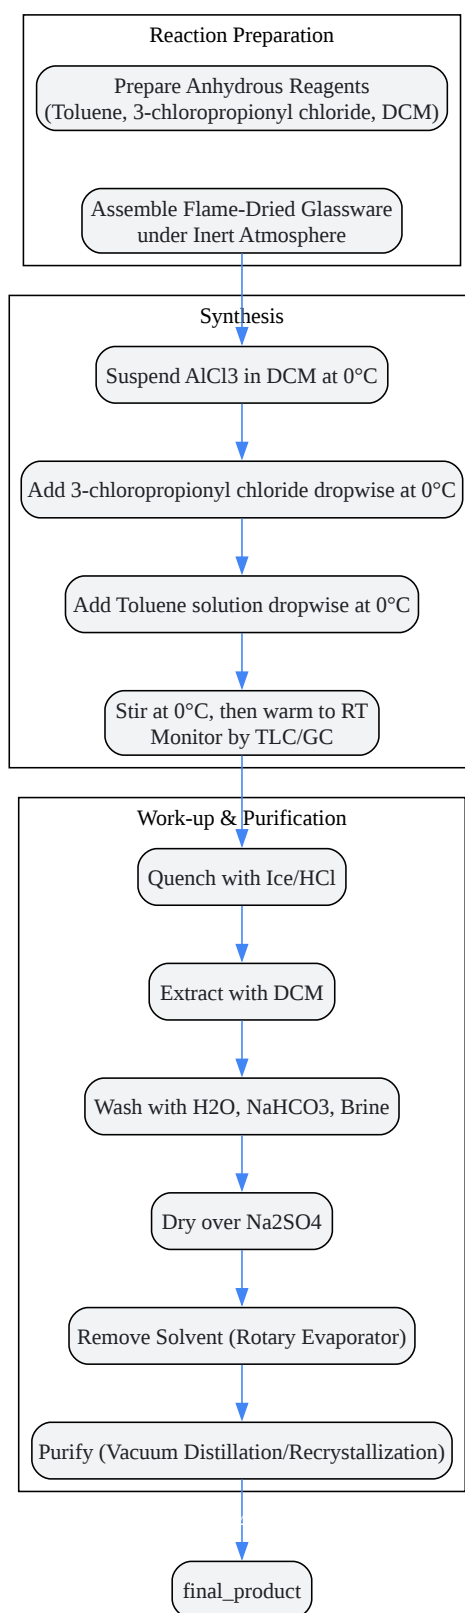 Reaction Preparation
Prepare Anhydrous Reagents
(Toluene, 3-chloropropionyl chloride, DCM)
Assemble Flame-Dried Glassware
under Inert Atmosphere
Synthesis
Suspend AlCl3 in DCM at 0°C
Add 3-chloropropionyl chloride dropwise at 0°C
Add Toluene solution dropwise at 0°C
Stir at 0°C, then warm to RT
Monitor by TLC/GC
Work-up & Purification
Quench with Ice/HCl
Extract with DCM
Wash with H2O, NaHCO3, Brine
Dry over Na2SO4
Remove Solvent (Rotary Evaporator)
Purify (Vacuum Distillation/Recrystallization)
final_product